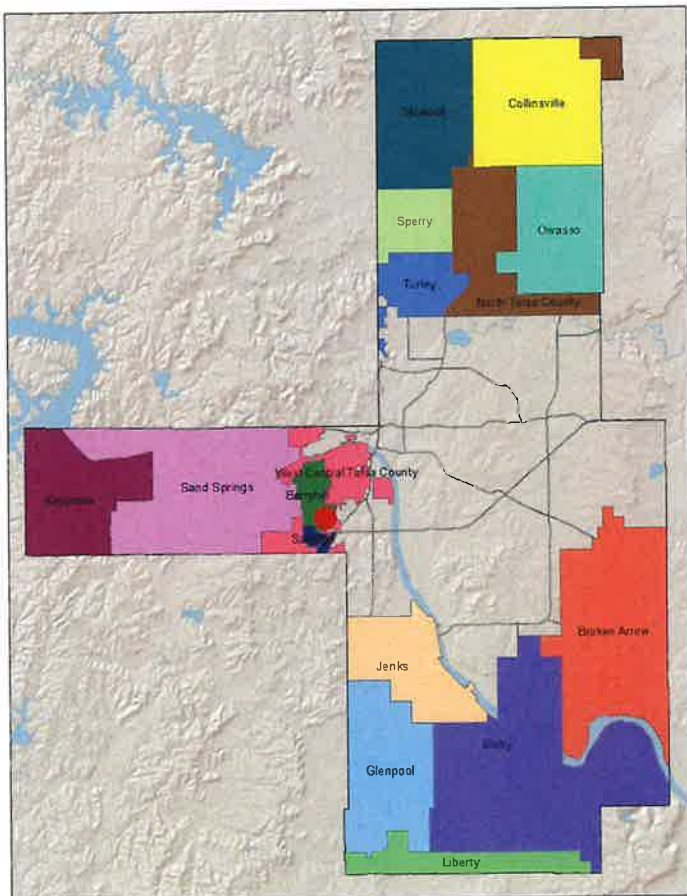 Skiatook
Collinsville
Sperry
Owasso
Turley
North Tulsa County
West Central Tulsa County
Berryhill
Sand Springs
Keystone
Broken Arrow
Jenks
Bixby
Glenpool
Liberty